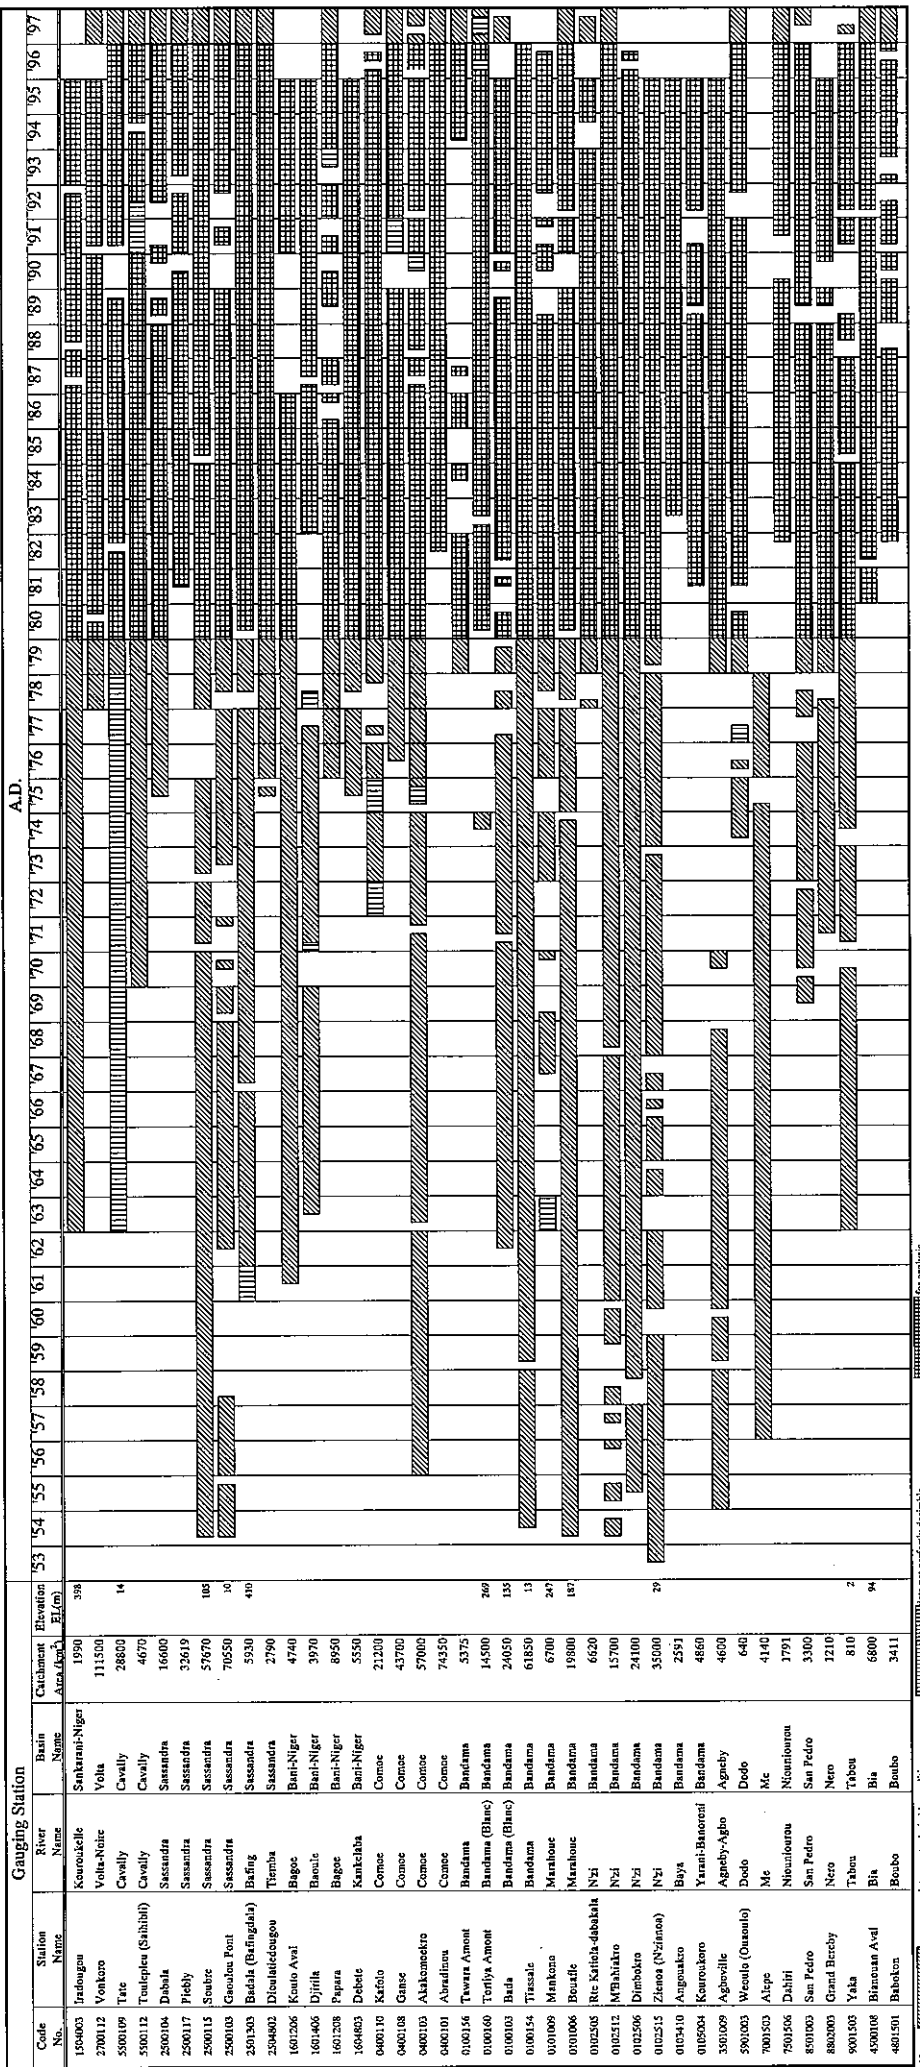 Gauging Station A.D.
Code No. Station Name River Name Basin Name Catchment Area (km²) Elevation EL(m) '53 '54 '55 '56 '57 '58 '59 '60 '61 '62 '63 '64 '65 '66 '67 '68 '69 '70 '71 '72 '73 '74 '75 '76 '77 '78 '79 '80 '81 '82 '83 '84 '85 '86 '87 '88 '89 '90 '91 '92 '93 '94 '95 '96 '97
1504003 Iradougou Kouroukelle Sankarani-Niger 1990 398
2700112 Vonkoro Volta-Noire Volta 111500
5500109 Tate Cavally Cavally 28800 14
5500112 Toulepleu (Saihibli) Cavally Cavally 4670
2500104 Dabala Sassandra Sassandra 16600
2500117 Piebly Sassandra Sassandra 32619
2500115 Soubre Sassandra Sassandra 57670 105
2500103 Gaoulou Pont Sassandra Sassandra 70550 10
2501303 Badala (Bafingdala) Bafing Sassandra 5930 410
2504802 Dioulatiedougou Tiemba Sassandra 2790
1601206 Kouto Aval Bagoe Bani-Niger 4740
1601406 Djirila Baoule Bani-Niger 3970
1601208 Papara Bagoe Bani-Niger 8950
1604803 Debete Kankelaba Bani-Niger 5550
0400110 Kafolo Comoe Comoe 21200
0400108 Ganse Comoe Comoe 43700
0400103 Akakomoekro Comoe Comoe 57000
0400101 Abradinou Comoe Comoe 74350
0100156 Tawara Amont Bandama Bandama 5375
0100160 Tortiya Amont Bandama (Blanc) Bandama 14500 269
0100103 Bada Bandama (Blanc) Bandama 24050 135
0100154 Tiassale Bandama Bandama 61850 13
0101009 Mankono Marahoue Bandama 6700 247
0101006 Bouafle Marahoue Bandama 19800 187
0102505 Rte Katiola-dabakala N'zi Bandama 6620
0102512 M'Bahiakro N'zi Bandama 15700
0102506 Dimbokro N'zi Bandama 24100
0102515 Zienoa (N'zianoa) N'zi Bandama 35000 29
0103410 Angouakro Baya Bandama 2591
0105004 Kouroukoro Yarani-Banoroni Bandama 4860
3501009 Agboville Agneby-Agbo Agneby 4600
5901003 Weoulo (Ouaoulo) Dodo Dodo 640
7001503 Alepe Me Me 4140
7501506 Dahiri Niouniourou Niouniourou 1791
8501003 San Pedro San Pedro San Pedro 3300
8802005 Grand Bereby Nero Nero 1210
9001503 Yaka Tabou Tabou 810 2
4500108 Bianouan Aval Bia Bia 6800 94
4801501 Babokon Boubo Boubo 3411